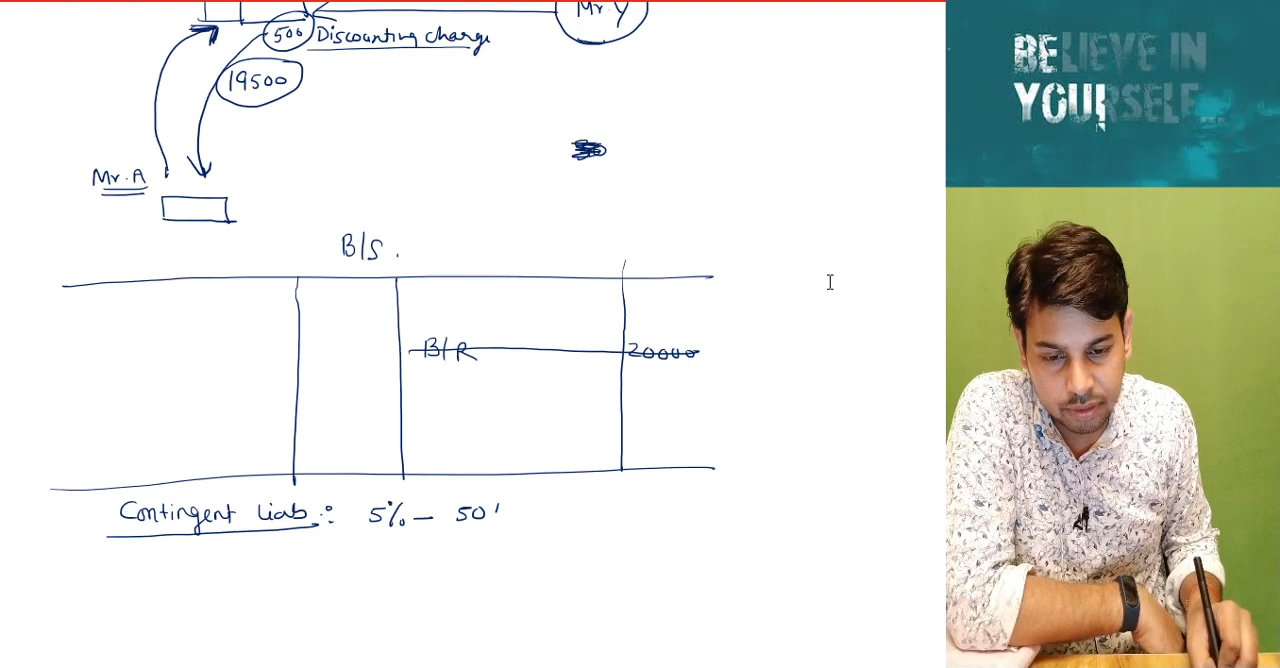 Mr. Y
500 Discounting charge
19500
Mr. A
B/S.
B/R 20000
Contingent Liab :- 5% - 50'
BELIEVE IN
YOURSELF...